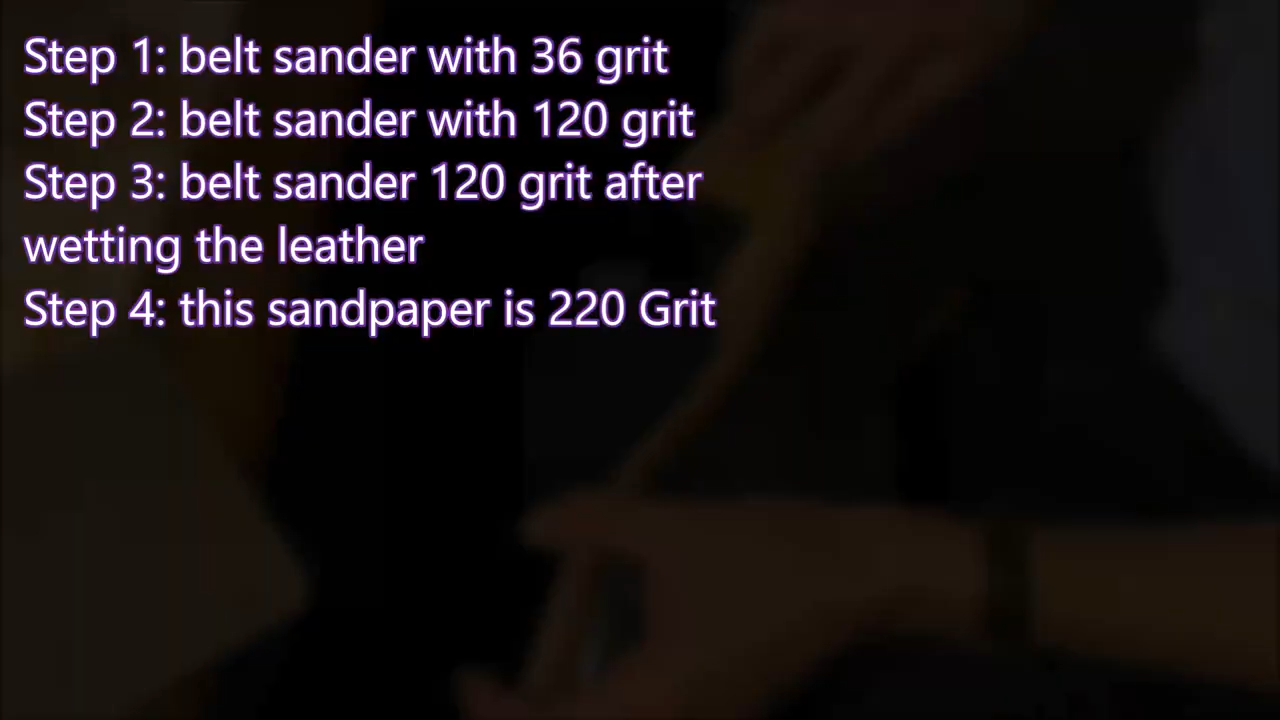 Step 1: belt sander with 36 grit
Step 2: belt sander with 120 grit
Step 3: belt sander 120 grit after
wetting the leather
Step 4: this sandpaper is 220 Grit